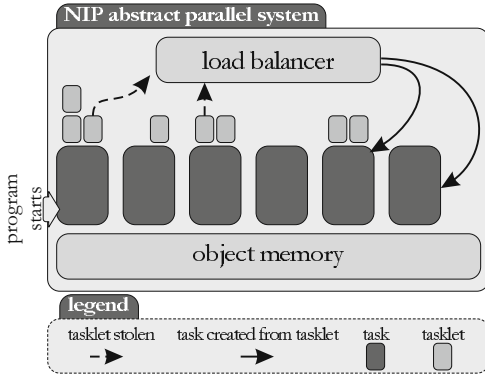 NIP abstract parallel system
load balancer
program
starts
object memory
legend
tasklet stolen task created from tasklet task tasklet